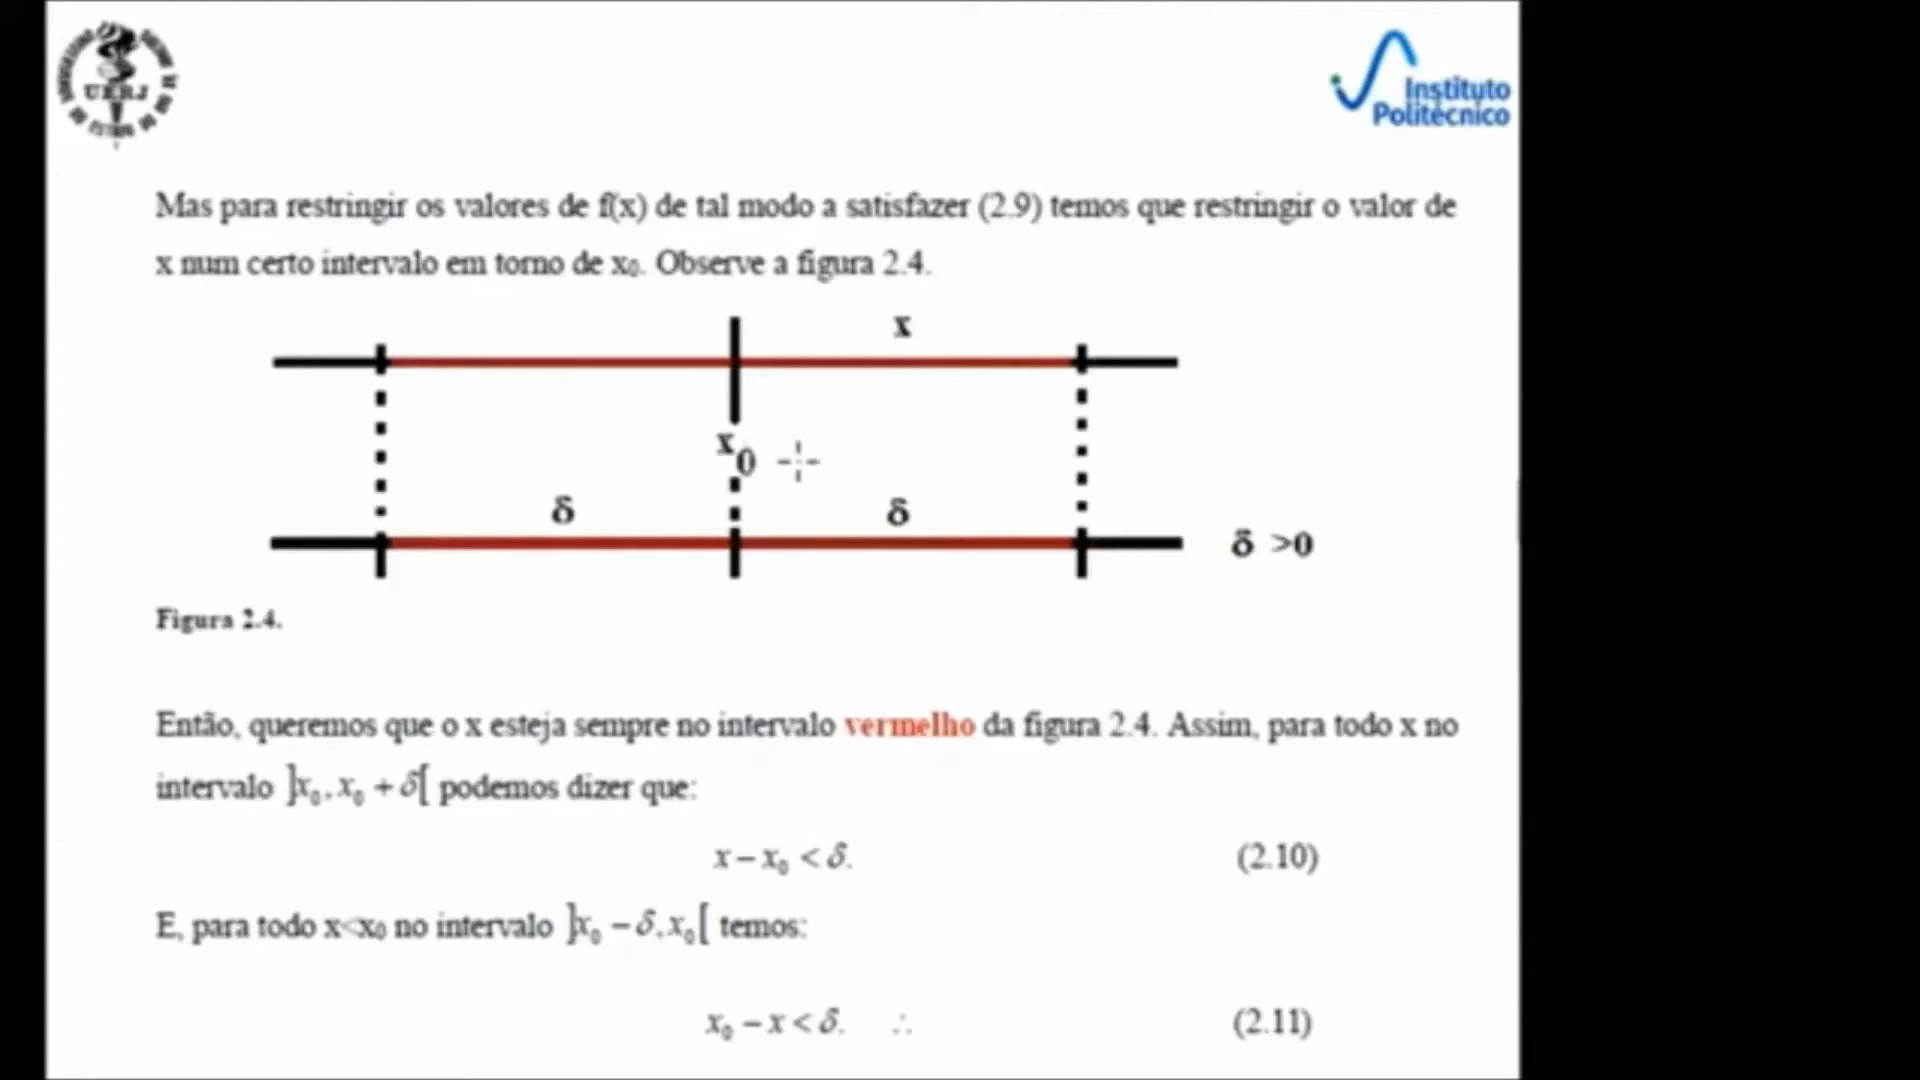 UERJ
Instituto
Politécnico
Mas para restringir os valores de f(x) de tal modo a satisfazer (2.9) temos que restringir o valor de
x num certo intervalo em torno de x₀. Observe a figura 2.4.
x
x₀
δ δ
δ >0
Figura 2.4.
Então, queremos que o x esteja sempre no intervalo vermelho da figura 2.4. Assim, para todo x no
intervalo ]x₀, x₀ + δ[ podemos dizer que:
x − x₀ < δ. (2.10)
E, para todo x<x₀ no intervalo ]x₀ − δ, x₀[ temos:
x₀ − x < δ. ∴ (2.11)